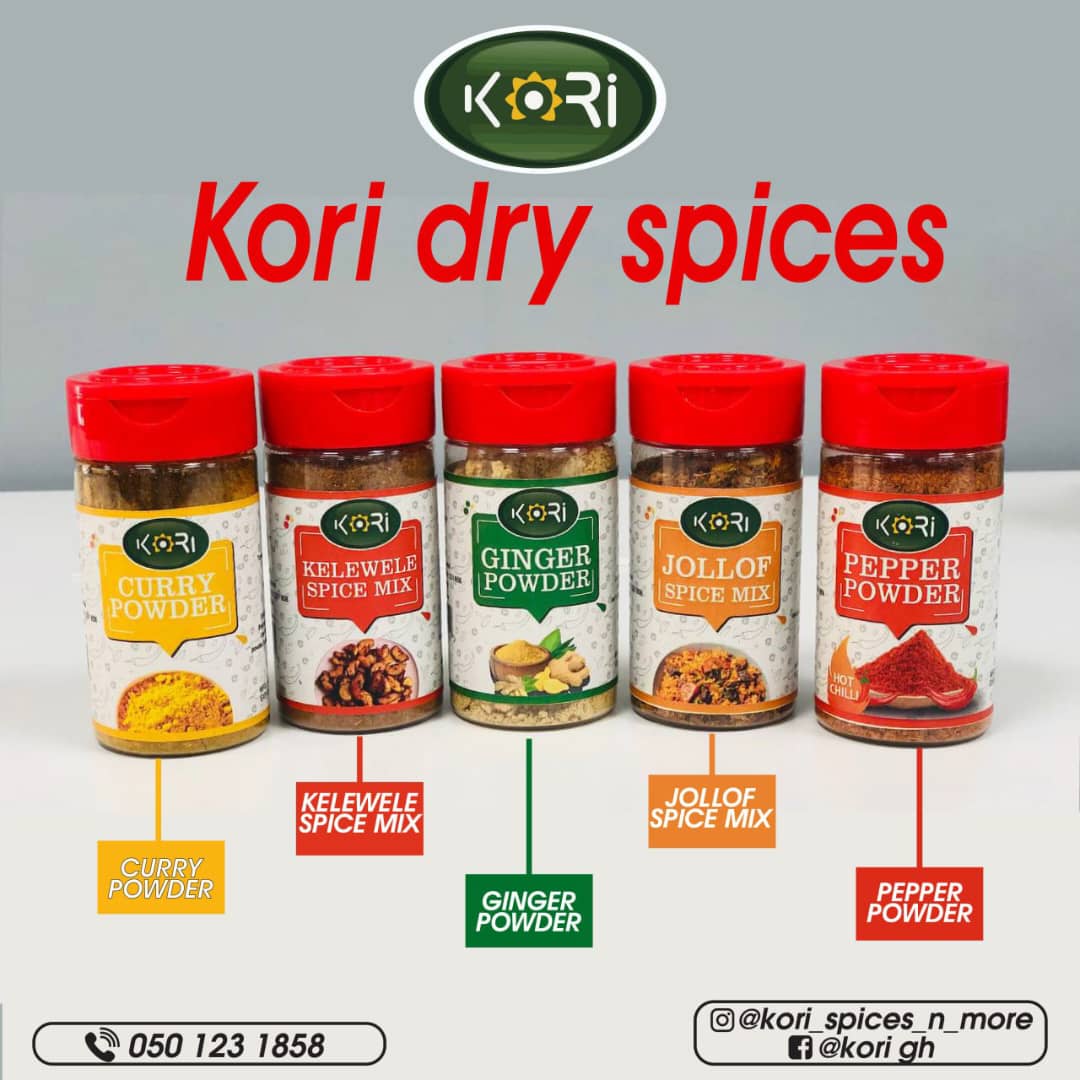 KORi
Kori dry spices
KORi
CURRY
POWDER
KORi
KELEWELE
SPICE MIX
KORi
GINGER
POWDER
KORi
JOLLOF
SPICE MIX
KORi
PEPPER
POWDER
HOT
CHILLI
CURRY
POWDER
KELEWELE
SPICE MIX
GINGER
POWDER
JOLLOF
SPICE MIX
PEPPER
POWDER
050 123 1858
@kori_spices_n_more
@kori gh